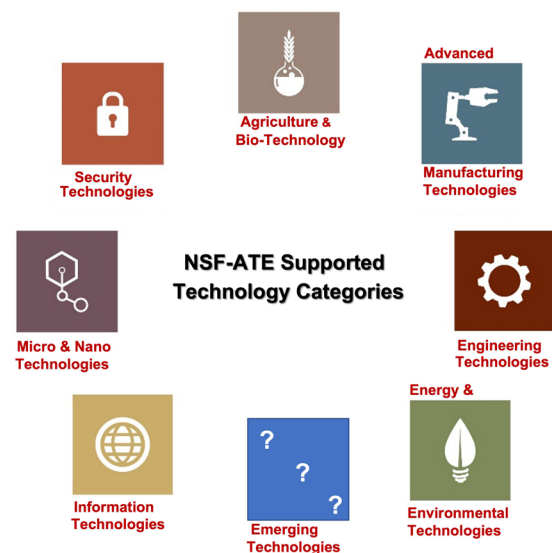 NSF-ATE Supported
Technology Categories
Agriculture &
Bio-Technology
Advanced
Manufacturing
Technologies
Engineering
Technologies
Energy &
Environmental
Technologies
?
?
?
Emerging
Technologies
Information
Technologies
Micro & Nano
Technologies
Security
Technologies